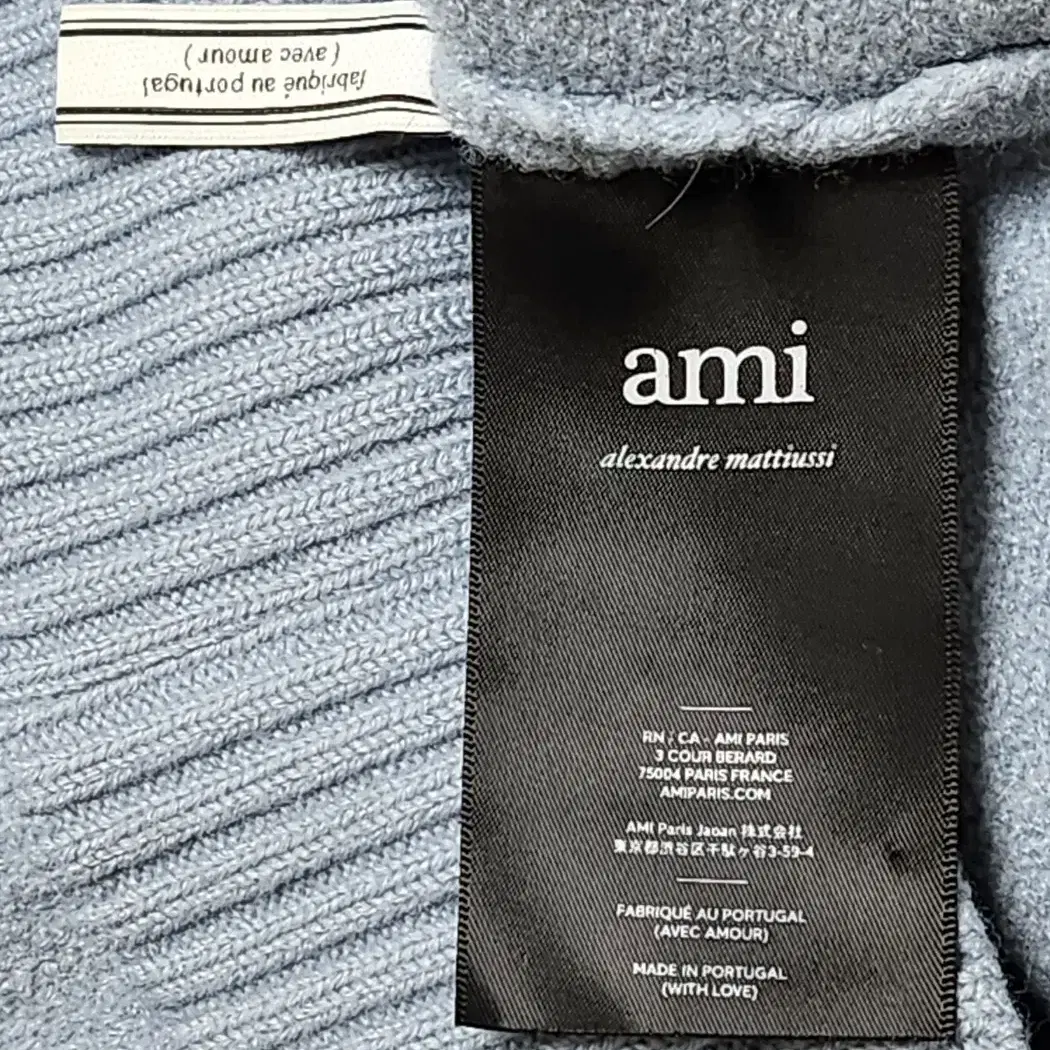 fabriqué au portugal
( avec amour )
ami
alexandre mattiussi
RN . CA - AMI PARIS
3 COUR BERARD
75004 PARIS FRANCE
AMIPARIS.COM
AMI Paris Japan 株式会社
東京都渋谷区千駄ヶ谷3-59-4
FABRIQUÉ AU PORTUGAL
(AVEC AMOUR)
MADE IN PORTUGAL
(WITH LOVE)